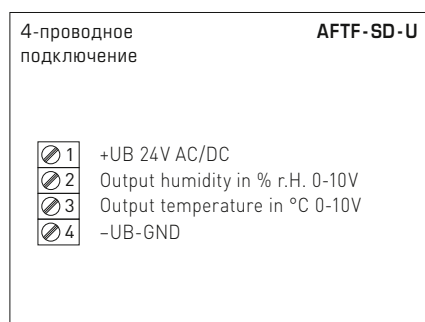 4-проводное
подключение
AFTF-SD-U
1 +UB 24V AC/DC
2 Output humidity in % r.H. 0-10V
3 Output temperature in °C 0-10V
4 –UB-GND